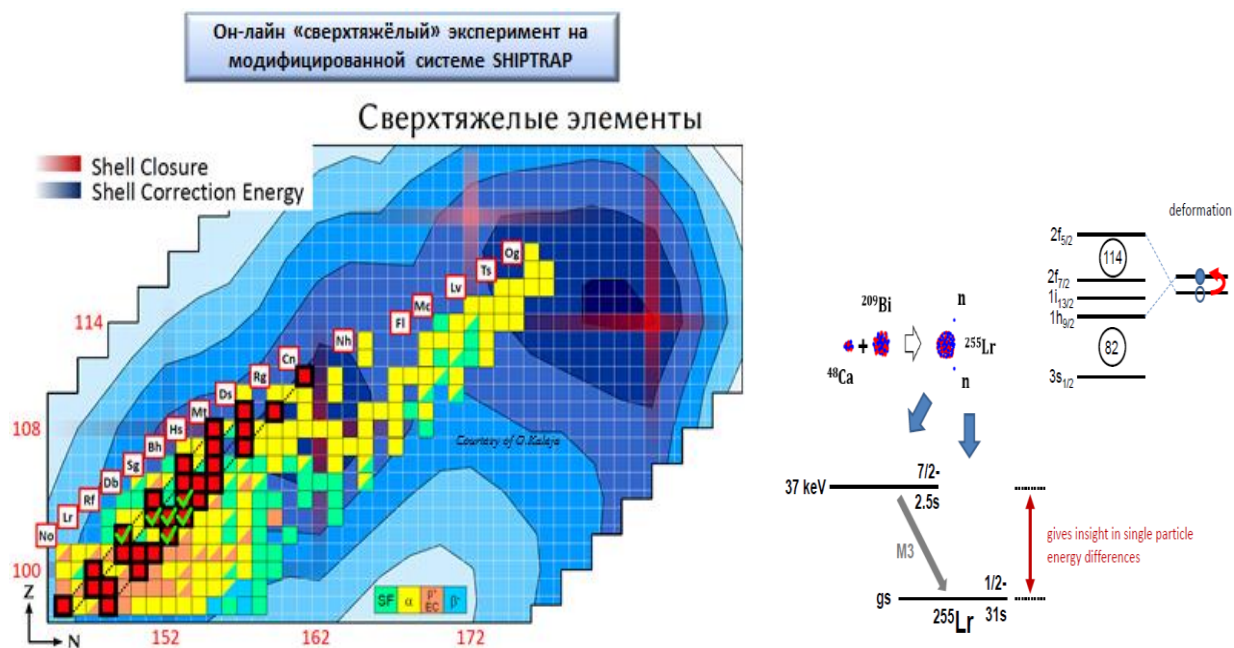 Он-лайн «сверхтяжёлый» эксперимент на
модифицированной системе SHIPTRAP
Сверхтяжелые элементы
Shell Closure
Shell Correction Energy
Og
Ts
Lv
Mc
Fl
Nh
Cn
Rg
Ds
Mt
Hs
Bh
Sg
Db
Rf
Lr
No
114
108
100
Z
N
152
162
172
Courtesy of O.Kaleja
SF α β⁺ EC β⁻
deformation
2f5/2
114
2f7/2
1i13/2
1h9/2
82
3s1/2
209Bi
n
+
255Lr
48Ca
n
7/2-
37 keV
2.5s
M3
gives insight in single particle
energy differences
1/2-
gs
255Lr 31s